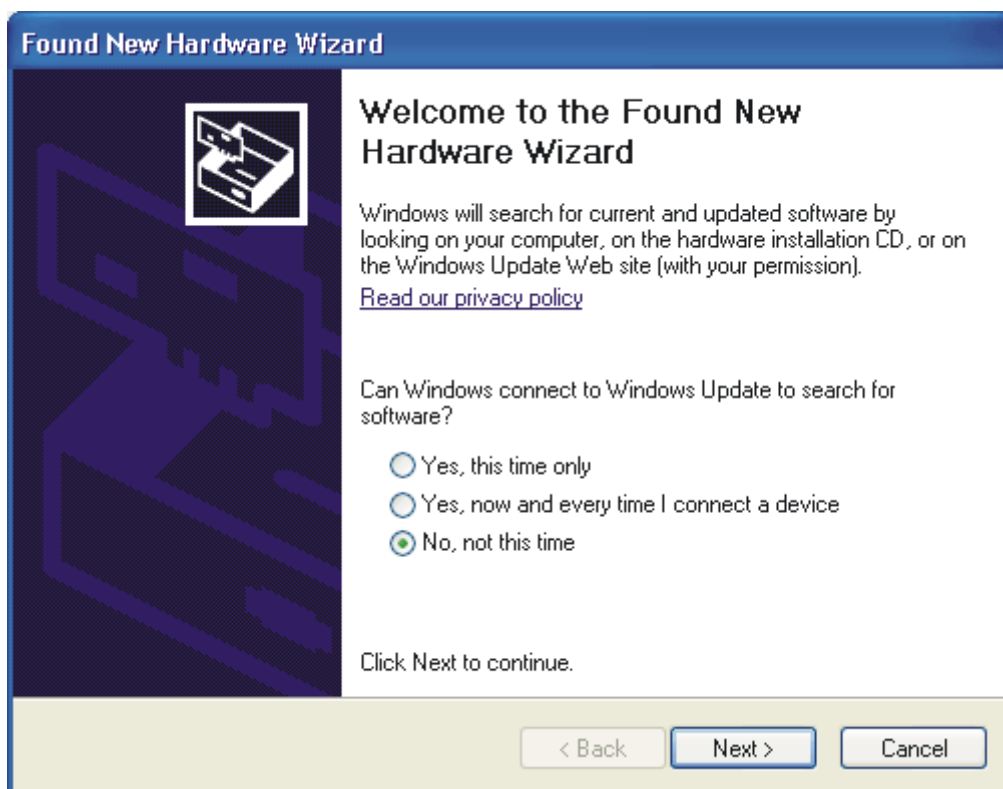 Found New Hardware Wizard
Welcome to the Found New
Hardware Wizard
Windows will search for current and updated software by
looking on your computer, on the hardware installation CD, or on
the Windows Update Web site (with your permission).
Read our privacy policy
Can Windows connect to Windows Update to search for
software?
Yes, this time only
Yes, now and every time I connect a device
No, not this time
Click Next to continue.
< Back
Next >
Cancel